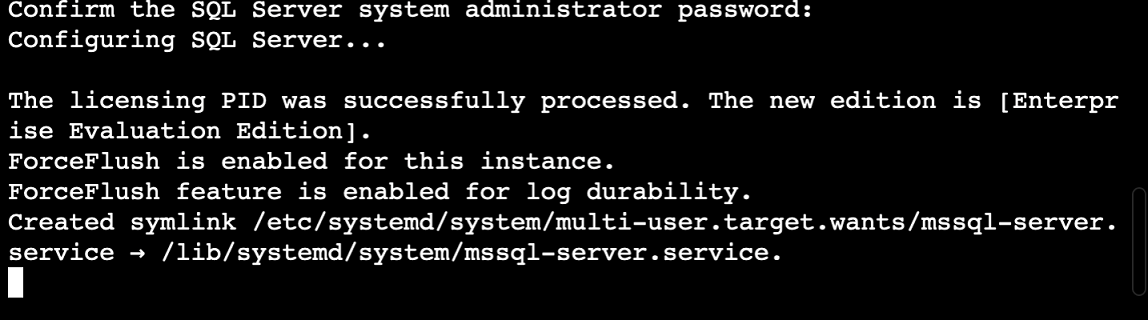 Confirm the SQL Server system administrator password:
Configuring SQL Server...
The licensing PID was successfully processed. The new edition is [Enterpr
ise Evaluation Edition].
ForceFlush is enabled for this instance.
ForceFlush feature is enabled for log durability.
Created symlink /etc/systemd/system/multi-user.target.wants/mssql-server.
service → /lib/systemd/system/mssql-server.service.